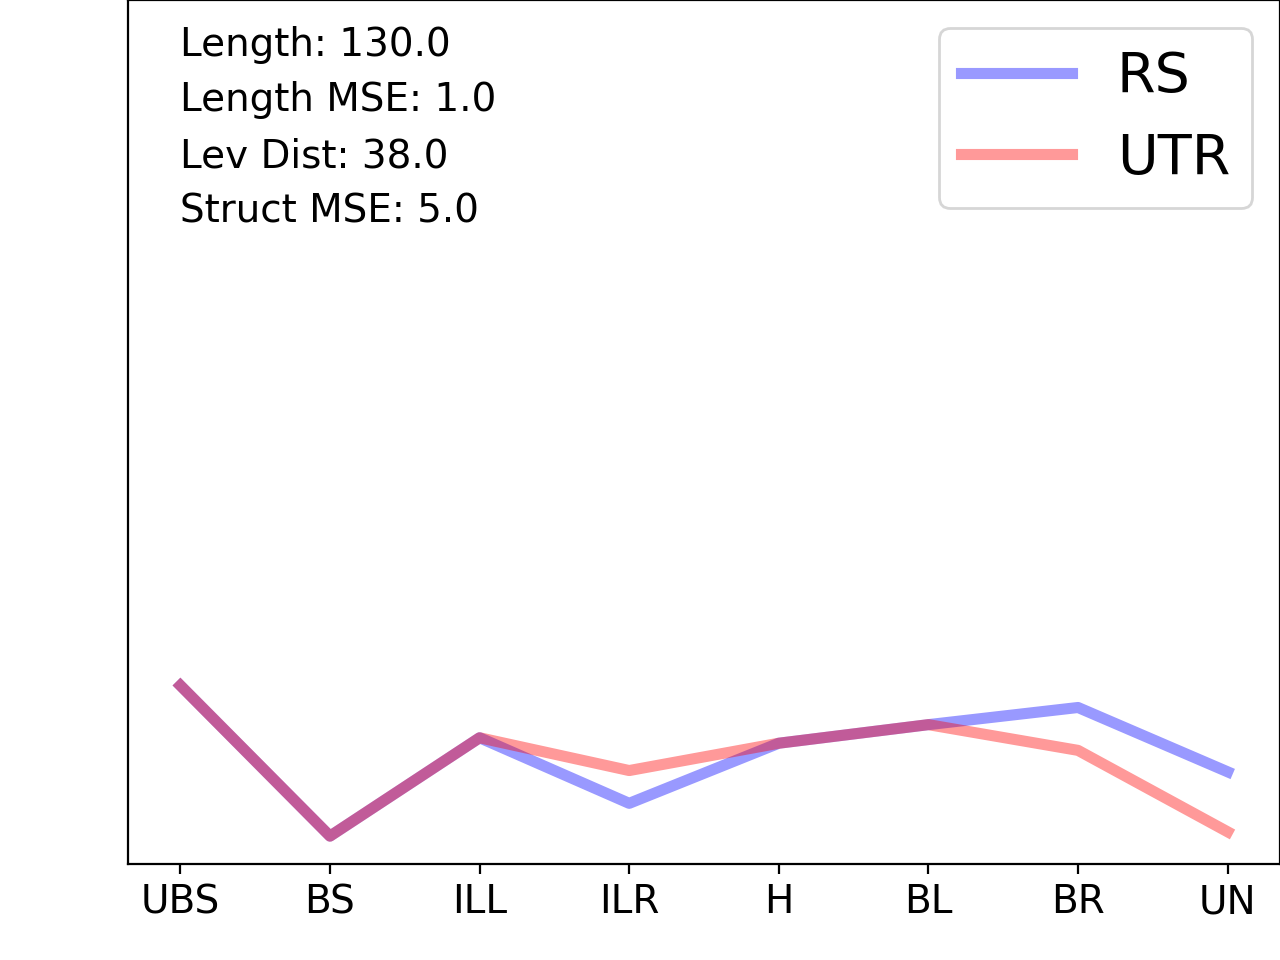 Length: 130.0
Length MSE: 1.0
Lev Dist: 38.0
Struct MSE: 5.0
RS
UTR
UBS BS ILL ILR H BL BR UN